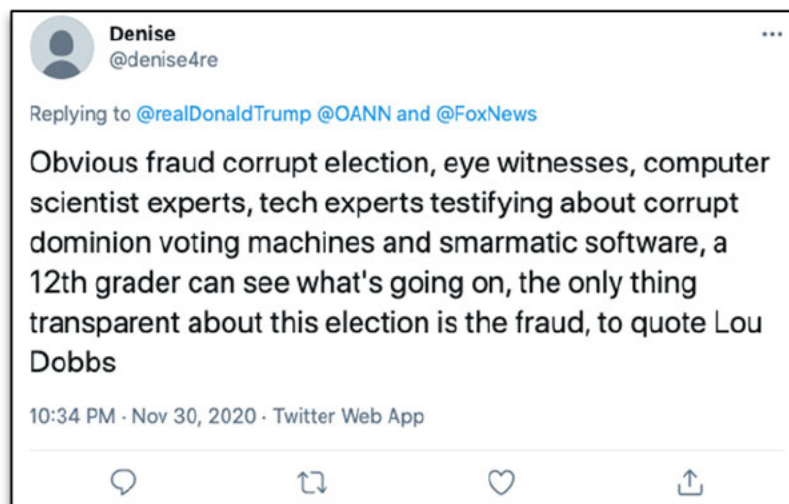 Denise
@denise4re
Replying to @realDonaldTrump @OANN and @FoxNews
Obvious fraud corrupt election, eye witnesses, computer
scientist experts, tech experts testifying about corrupt
dominion voting machines and smarmatic software, a
12th grader can see what's going on, the only thing
transparent about this election is the fraud, to quote Lou
Dobbs
10:34 PM · Nov 30, 2020 · Twitter Web App